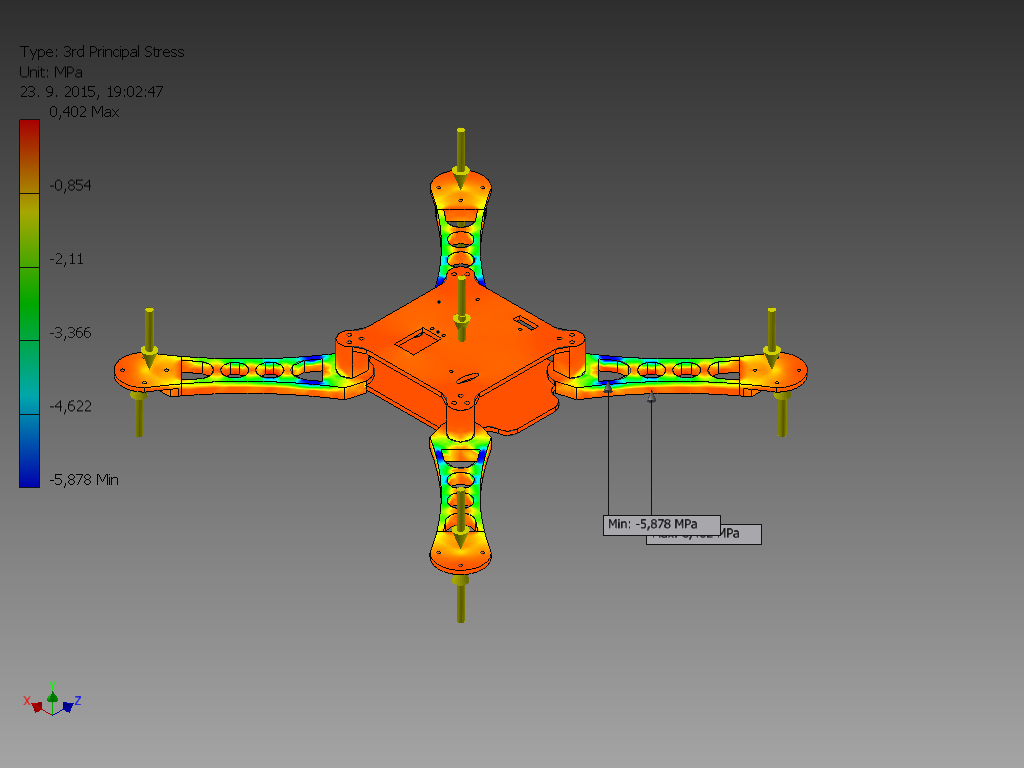 Type: 3rd Principal Stress
Unit: MPa
23. 9. 2015, 19:02:47
0,402 Max
-0,854
-2,11
-3,366
-4,622
-5,878 Min
Min: -5,878 MPa
MPa
X
Y
Z